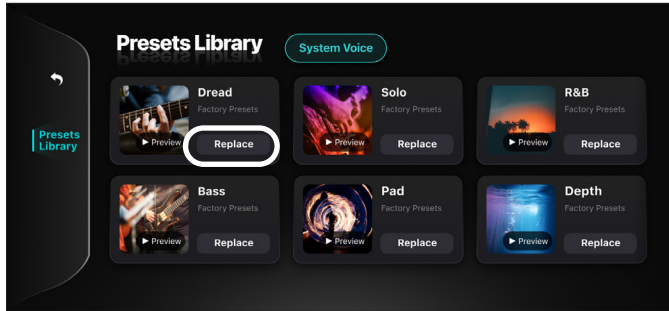 Presets Library
System Voice
Presets
Library
Dread
Factory Presets
Preview
Replace
Solo
Factory Presets
Preview
Replace
R&B
Factory Presets
Preview
Replace
Bass
Factory Presets
Preview
Replace
Pad
Factory Presets
Preview
Replace
Depth
Factory Presets
Preview
Replace